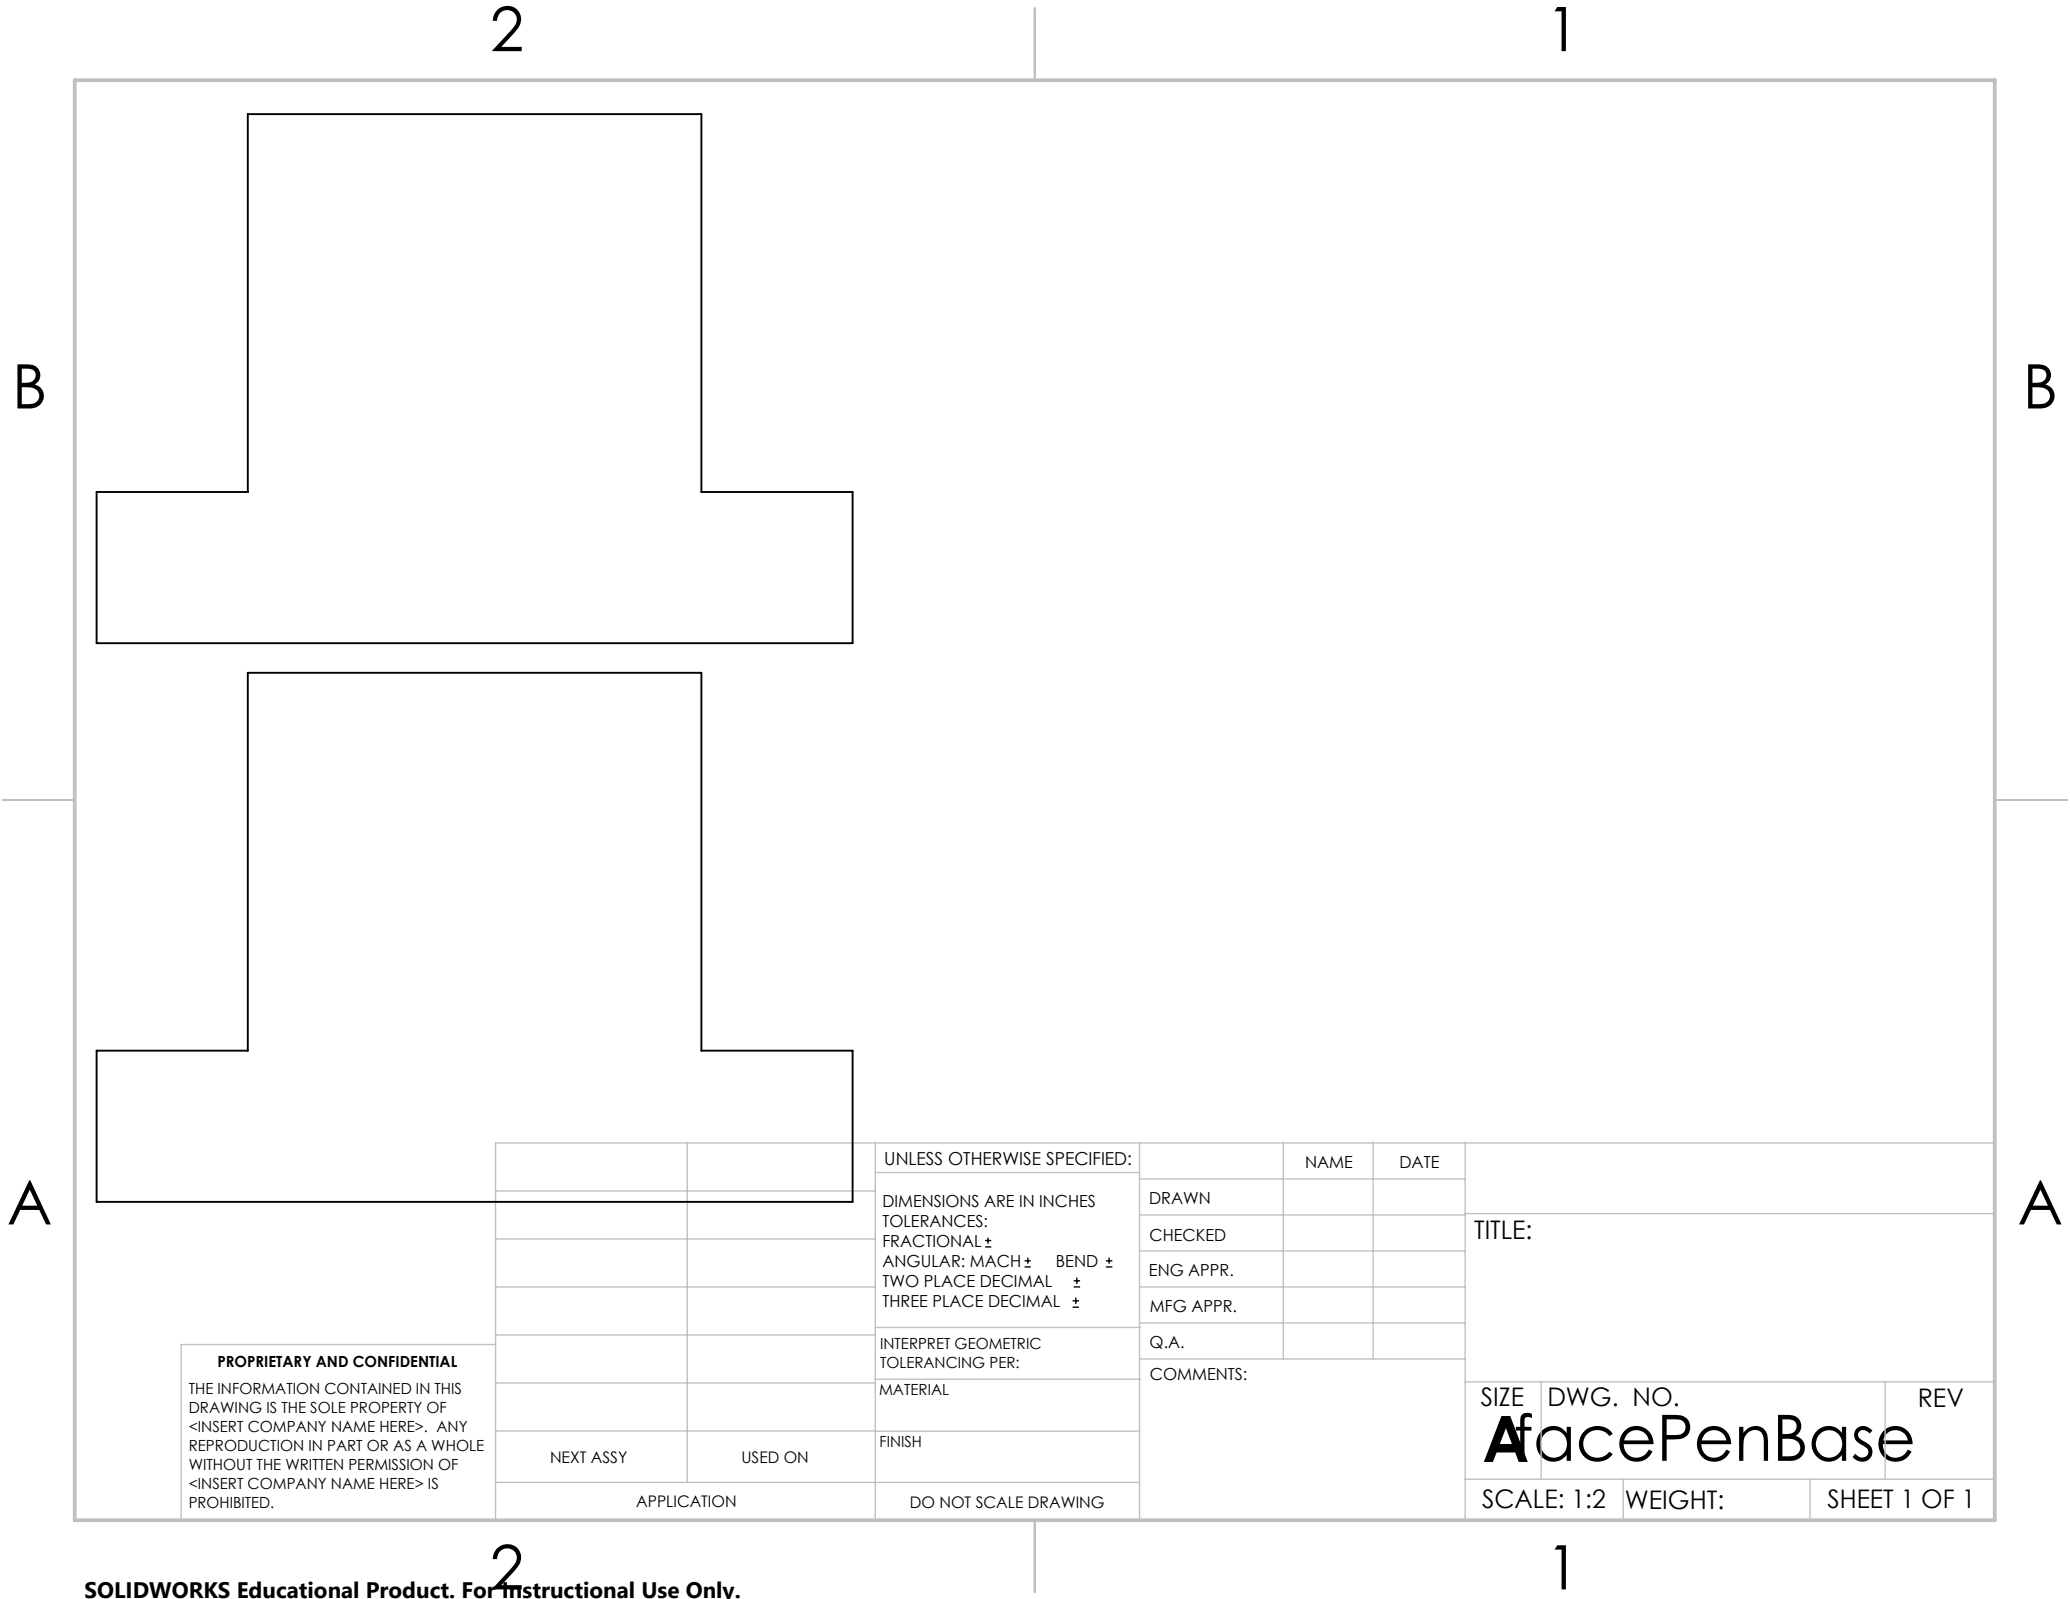 2 1
B B
A A
UNLESS OTHERWISE SPECIFIED:
DIMENSIONS ARE IN INCHES
TOLERANCES:
FRACTIONAL ±
ANGULAR: MACH ± BEND ±
TWO PLACE DECIMAL ±
THREE PLACE DECIMAL ±
INTERPRET GEOMETRIC
TOLERANCING PER:
MATERIAL
FINISH
DO NOT SCALE DRAWING
NAME DATE
DRAWN
CHECKED
ENG APPR.
MFG APPR.
Q.A.
COMMENTS:
TITLE:
SIZE DWG. NO. REV
A facePenBase
SCALE: 1:2 WEIGHT: SHEET 1 OF 1
PROPRIETARY AND CONFIDENTIAL
THE INFORMATION CONTAINED IN THIS
DRAWING IS THE SOLE PROPERTY OF
<INSERT COMPANY NAME HERE>. ANY
REPRODUCTION IN PART OR AS A WHOLE
WITHOUT THE WRITTEN PERMISSION OF
<INSERT COMPANY NAME HERE> IS
PROHIBITED.
NEXT ASSY USED ON
APPLICATION
2 1
SOLIDWORKS Educational Product. For Instructional Use Only.